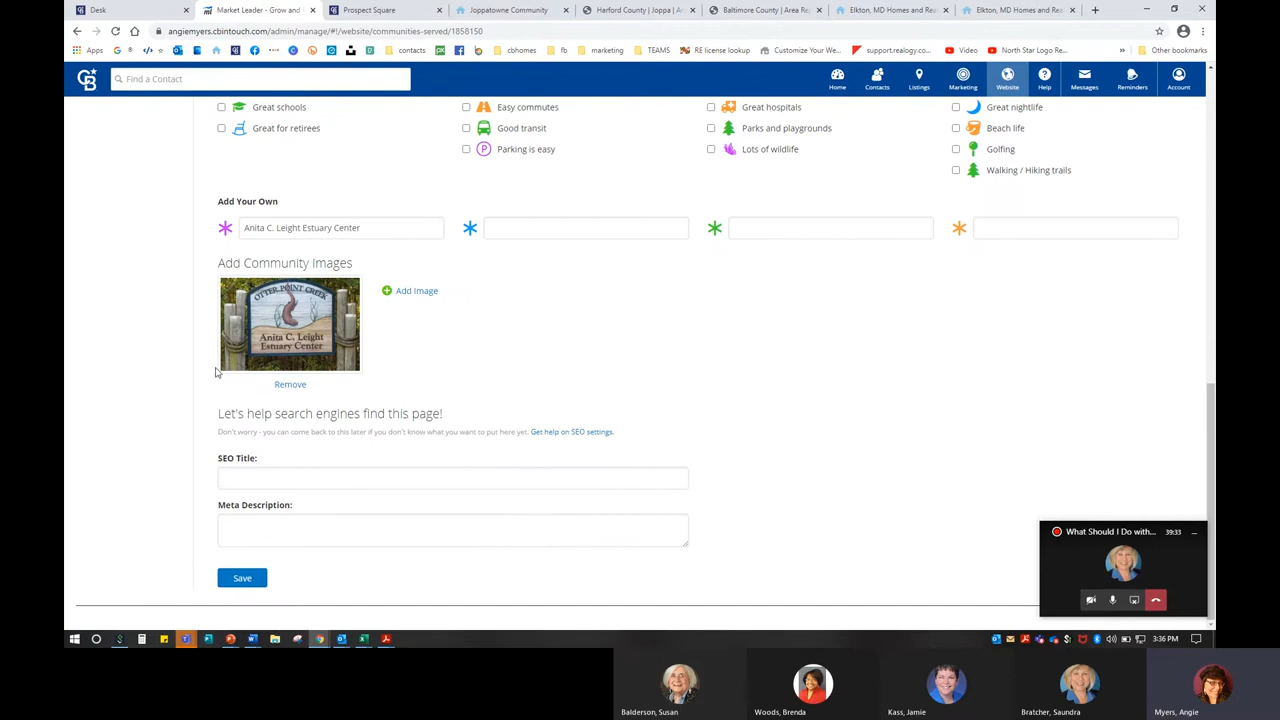 Desk
Market Leader - Grow and
Prospect Square
Joppatowne Community
Harford County | Joppa | A
Baltimore County | Area Re
Elkton, MD Homes and Rea
Elkton, MD Homes and Rea
angiemyers.cbintouch.com/admin/manage/#!/website/communities-served/1858150
Apps
contacts
cbhomes
fb
marketing
TEAMS
RE license lookup
Customize Your We...
support.realogy.co...
Video
North Star Logo Re...
Other bookmarks
Find a Contact
Home
Contacts
Listings
Marketing
Website
Help
Messages
Reminders
Account
Great schools
Easy commutes
Great hospitals
Great nightlife
Great for retirees
Good transit
Parks and playgrounds
Beach life
Parking is easy
Lots of wildlife
Golfing
Walking / Hiking trails
Add Your Own
Anita C. Leight Estuary Center
Add Community Images
OTTER POINT CREEK
Anita C. Leight
Estuary Center
Add Image
Remove
Let's help search engines find this page!
Don't worry - you can come back to this later if you don't know what you want to put here yet. Get help on SEO settings.
SEO Title:
Meta Description:
Save
What Should I Do with...
39:33
3:36 PM
Balderson, Susan
Woods, Brenda
Kass, Jamie
Bratcher, Saundra
Myers, Angie